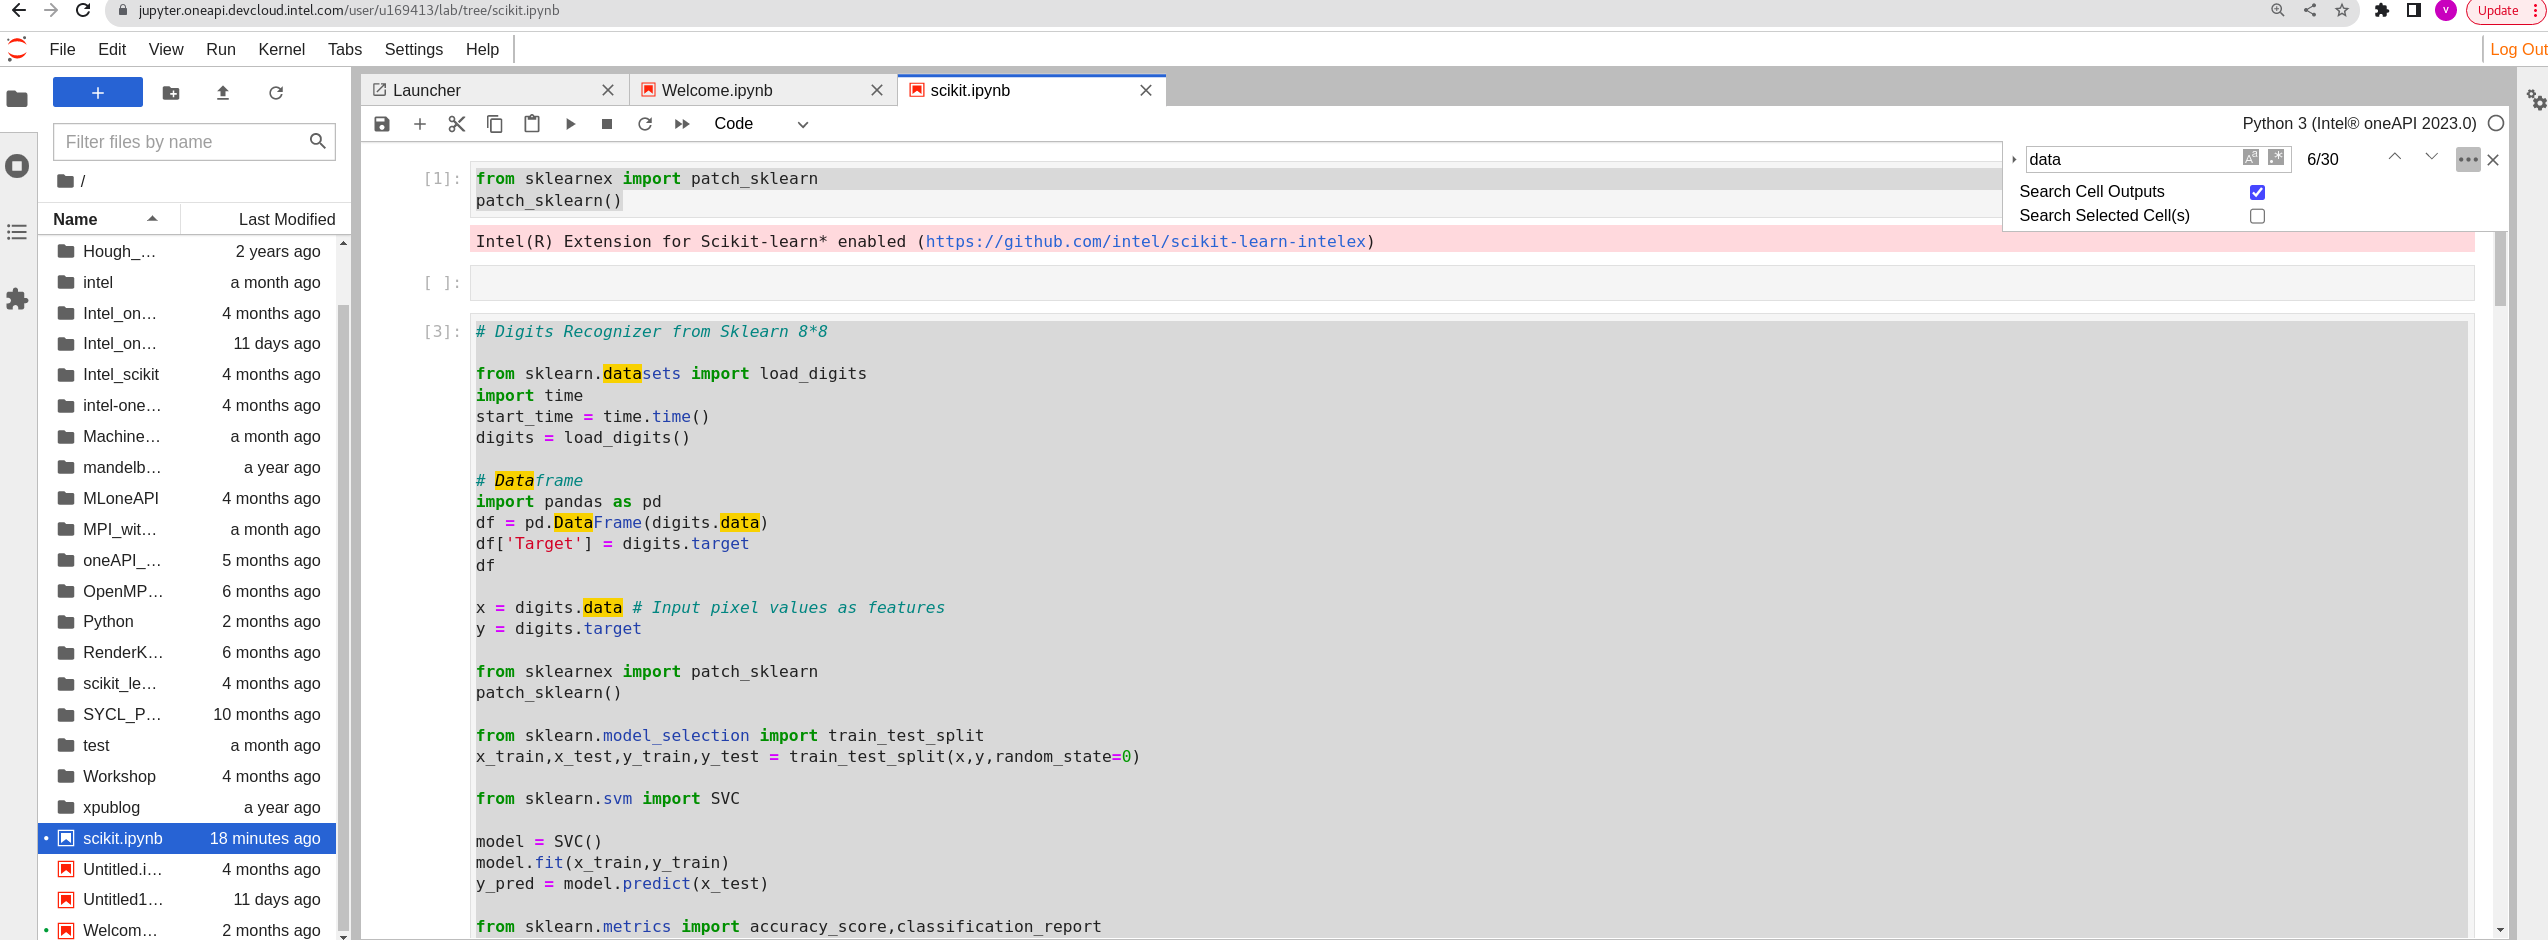 jupyter.oneapi.devcloud.intel.com/user/u169413/lab/tree/scikit.ipynb
V
Update
File Edit View Run Kernel Tabs Settings Help
Log Out
+
Filter files by name
/
Name Last Modified
Hough_... 2 years ago
intel a month ago
Intel_on... 4 months ago
Intel_on... 11 days ago
Intel_scikit 4 months ago
intel-one... 4 months ago
Machine... a month ago
mandelb... a year ago
MLoneAPI 4 months ago
MPI_wit... a month ago
oneAPI_... 5 months ago
OpenMP... 6 months ago
Python 2 months ago
RenderK... 6 months ago
scikit_le... 4 months ago
SYCL_P... 10 months ago
test a month ago
Workshop 4 months ago
xpublog a year ago
scikit.ipynb 18 minutes ago
Untitled.i... 4 months ago
Untitled1... 11 days ago
Welcom... 2 months ago
Launcher
Welcome.ipynb
scikit.ipynb
Code
Python 3 (Intel® oneAPI 2023.0)
data
Aa
.*
6/30
Search Cell Outputs
Search Selected Cell(s)
[1]: from sklearnex import patch_sklearn
patch_sklearn()
Intel(R) Extension for Scikit-learn* enabled (https://github.com/intel/scikit-learn-intelex)
[ ]:
[3]: # Digits Recognizer from Sklearn 8*8
from sklearn.datasets import load_digits
import time
start_time = time.time()
digits = load_digits()
# Dataframe
import pandas as pd
df = pd.DataFrame(digits.data)
df['Target'] = digits.target
df
x = digits.data # Input pixel values as features
y = digits.target
from sklearnex import patch_sklearn
patch_sklearn()
from sklearn.model_selection import train_test_split
x_train,x_test,y_train,y_test = train_test_split(x,y,random_state=0)
from sklearn.svm import SVC
model = SVC()
model.fit(x_train,y_train)
y_pred = model.predict(x_test)
from sklearn.metrics import accuracy_score,classification_report